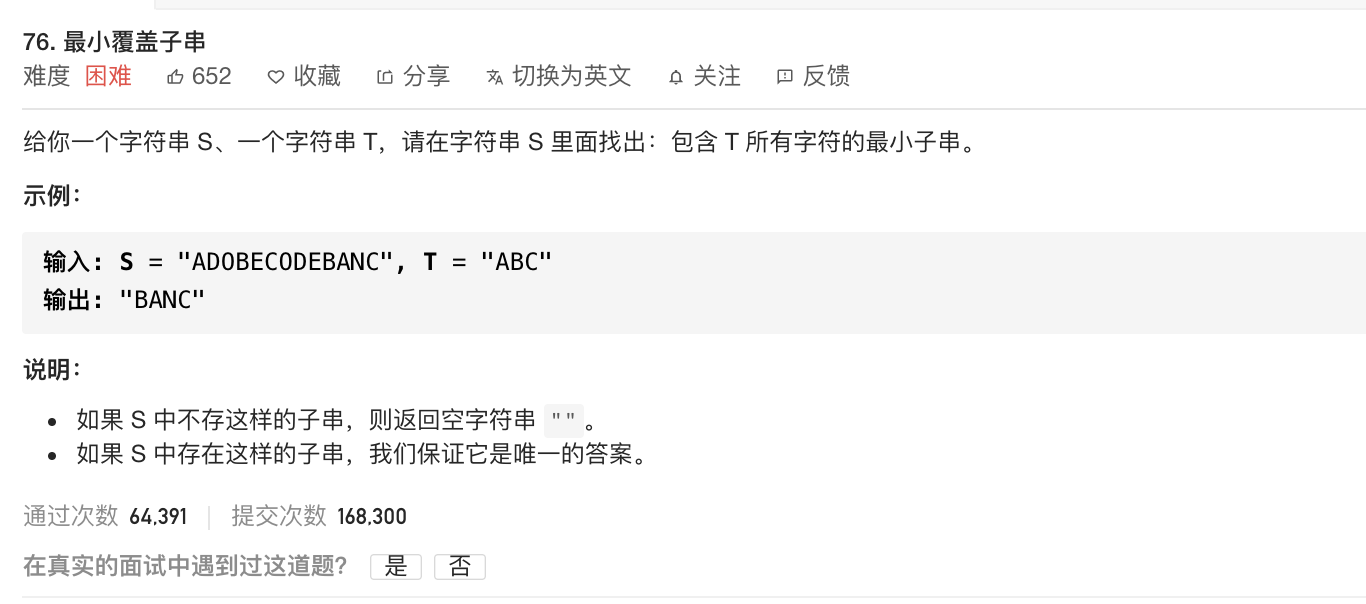 76. 最小覆盖子串
难度 困难 652 收藏 分享 切换为英文 关注 反馈
给你一个字符串 S、一个字符串 T，请在字符串 S 里面找出：包含 T 所有字符的最小子串。
示例：
输入: S = "ADOBECODEBANC", T = "ABC"
输出: "BANC"
说明：
如果 S 中不存这样的子串，则返回空字符串 ""。
如果 S 中存在这样的子串，我们保证它是唯一的答案。
通过次数 64,391 提交次数 168,300
在真实的面试中遇到过这道题? 是 否